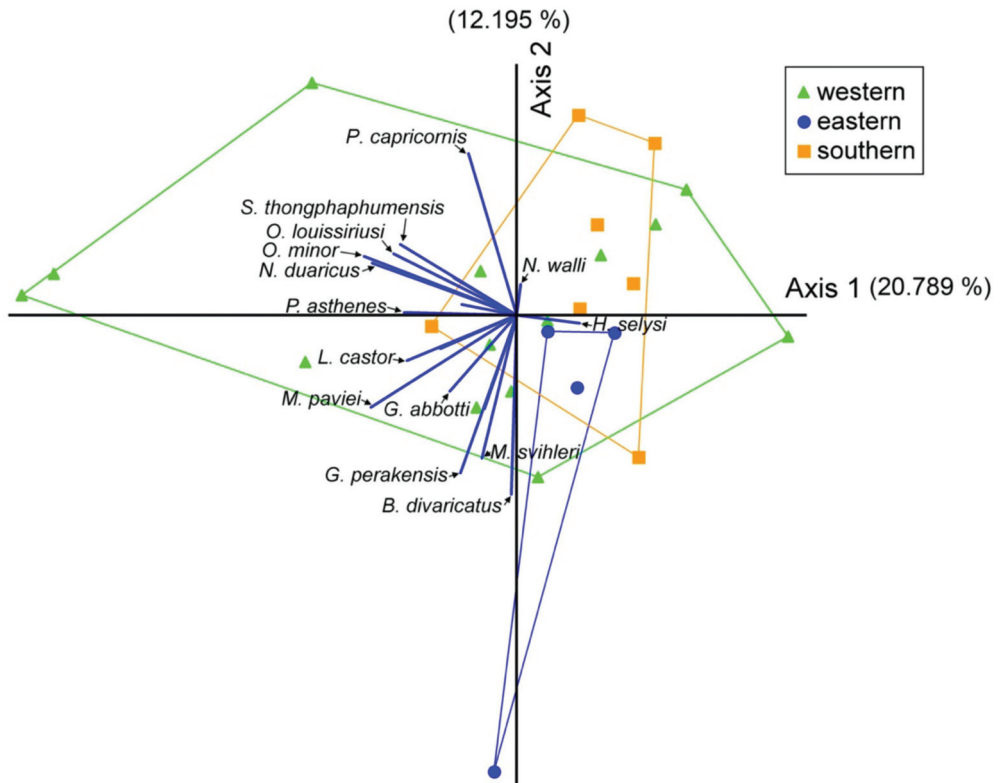 (12.195 %)
Axis 2
western
eastern
southern
P. capricornis
S. thongphaphumensis
O. louissiriusi
O. minor
N. duaricus
N. walli
Axis 1 (20.789 %)
P. asthenes
H. selysi
L. castor
M. paviei
G. abbotti
M. svihleri
G. perakensis
B. divaricatus